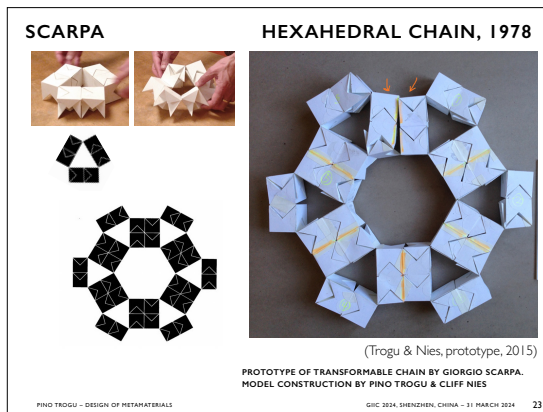 SCARPA
HEXAHEDRAL CHAIN, 1978
(Trogu & Nies, prototype, 2015)
PROTOTYPE OF TRANSFORMABLE CHAIN BY GIORGIO SCARPA.
MODEL CONSTRUCTION BY PINO TROGU & CLIFF NIES
PINO TROGU – DESIGN OF METAMATERIALS
GIIC 2024, SHENZHEN, CHINA – 31 MARCH 2024 23